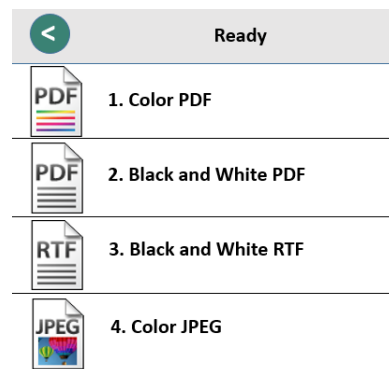 <
Ready
PDF
1. Color PDF
PDF
2. Black and White PDF
RTF
3. Black and White RTF
JPEG
4. Color JPEG